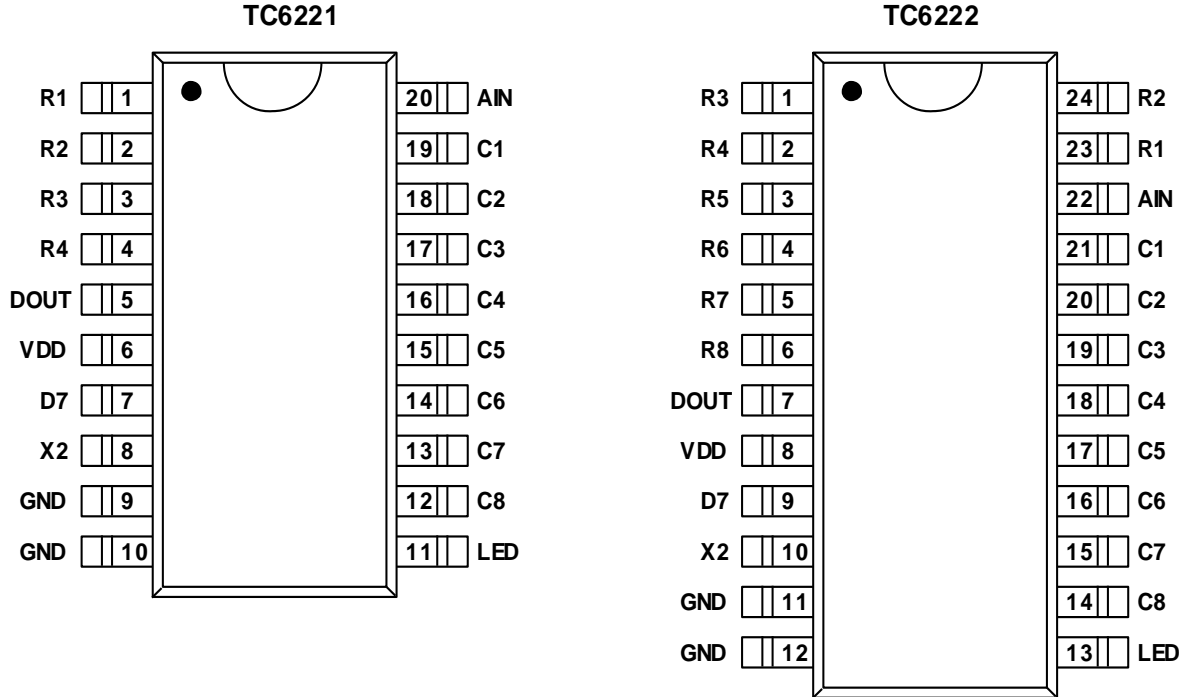 TC6221
R1 1 20 AIN
R2 2 19 C1
R3 3 18 C2
R4 4 17 C3
DOUT 5 16 C4
VDD 6 15 C5
D7 7 14 C6
X2 8 13 C7
GND 9 12 C8
GND 10 11 LED
TC6222
R3 1 24 R2
R4 2 23 R1
R5 3 22 AIN
R6 4 21 C1
R7 5 20 C2
R8 6 19 C3
DOUT 7 18 C4
VDD 8 17 C5
D7 9 16 C6
X2 10 15 C7
GND 11 14 C8
GND 12 13 LED